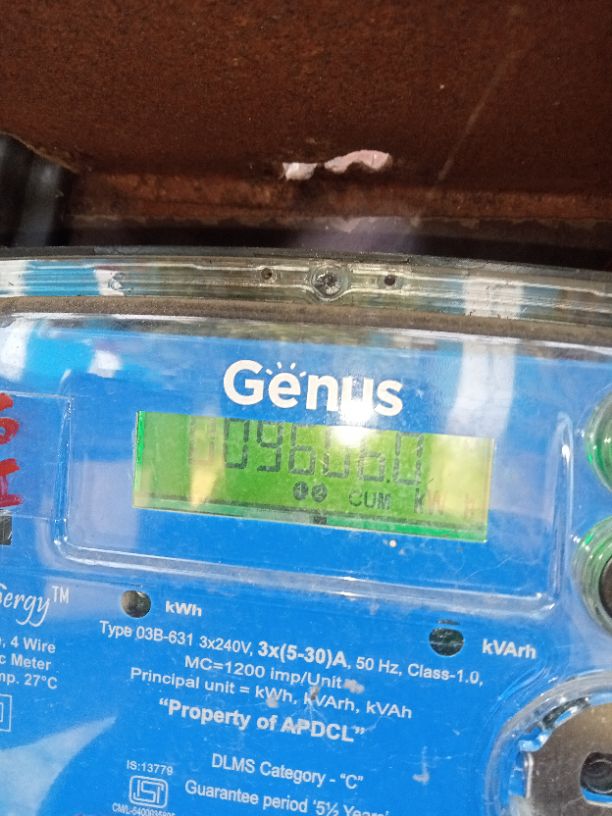 Genus
009606.0
CUM KW h
ergy™
kWh
Type 03B-631 3x240V, 3x(5-30)A, 50 Hz, Class-1.0,
kVArh
4 Wire
c Meter
mp. 27°C
MC=1200 imp/Unit
Principal unit = kWh, kVArh, kVAh
"Property of APDCL"
IS:13779
DLMS Category - "C"
ISI
Guarantee period '5½ Years'